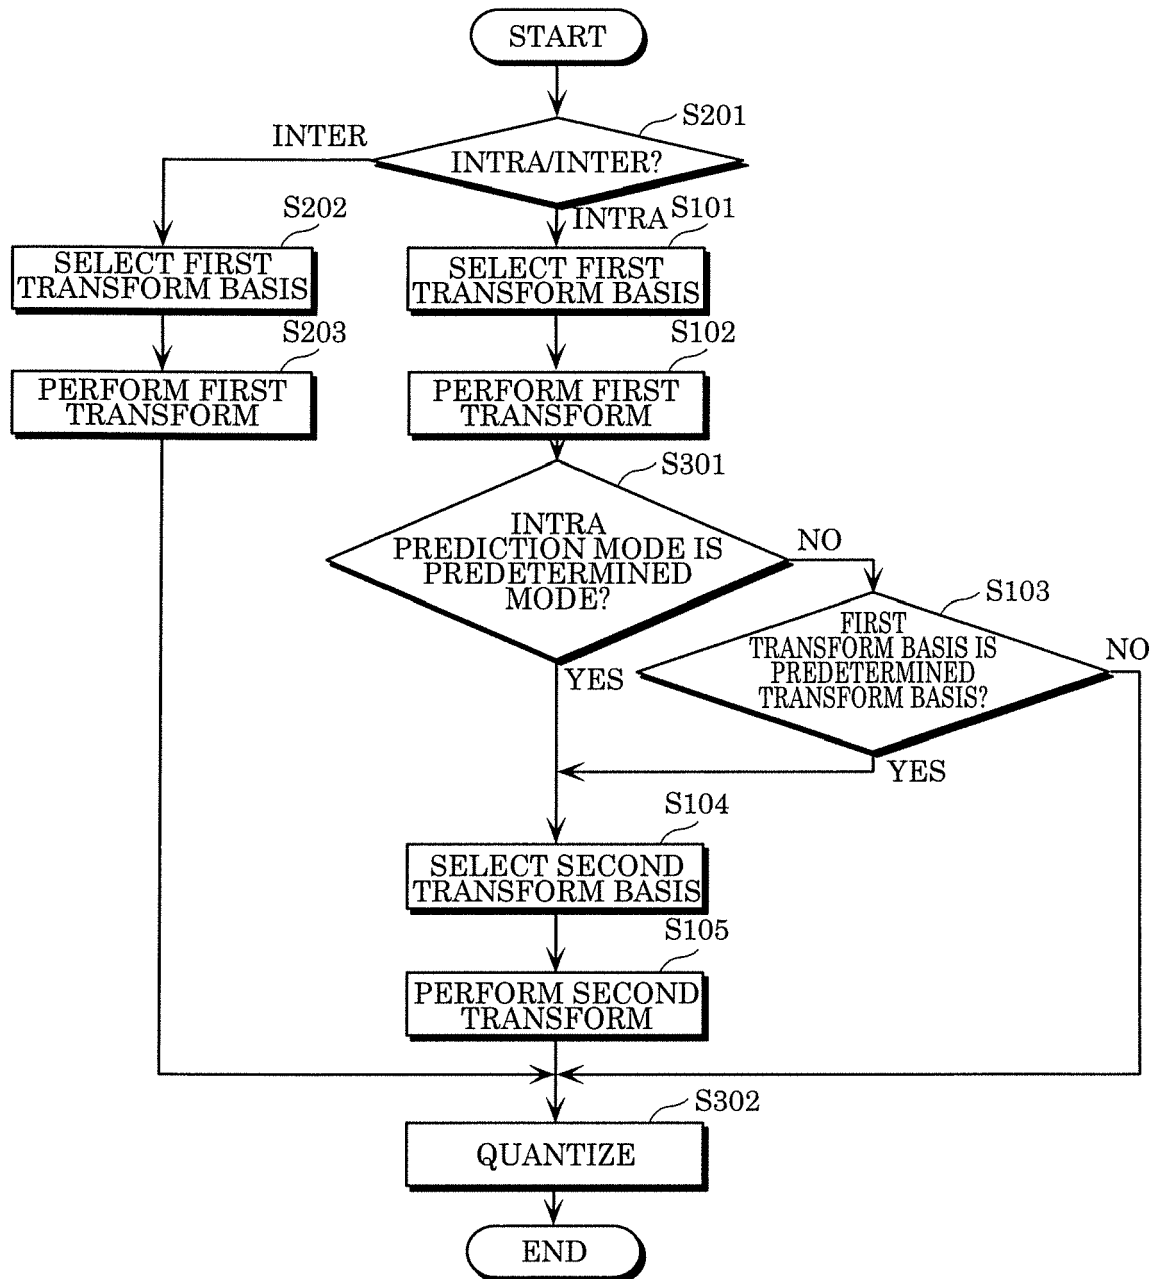 START
S201
INTER
INTRA/INTER?
S202
INTRA
S101
SELECT FIRST
TRANSFORM BASIS
SELECT FIRST
TRANSFORM BASIS
S203
S102
PERFORM FIRST
TRANSFORM
PERFORM FIRST
TRANSFORM
S301
INTRA
PREDICTION MODE IS
PREDETERMINED
MODE?
NO
YES
S103
FIRST
TRANSFORM BASIS IS
PREDETERMINED
TRANSFORM BASIS?
NO
YES
S104
SELECT SECOND
TRANSFORM BASIS
S105
PERFORM SECOND
TRANSFORM
S302
QUANTIZE
END